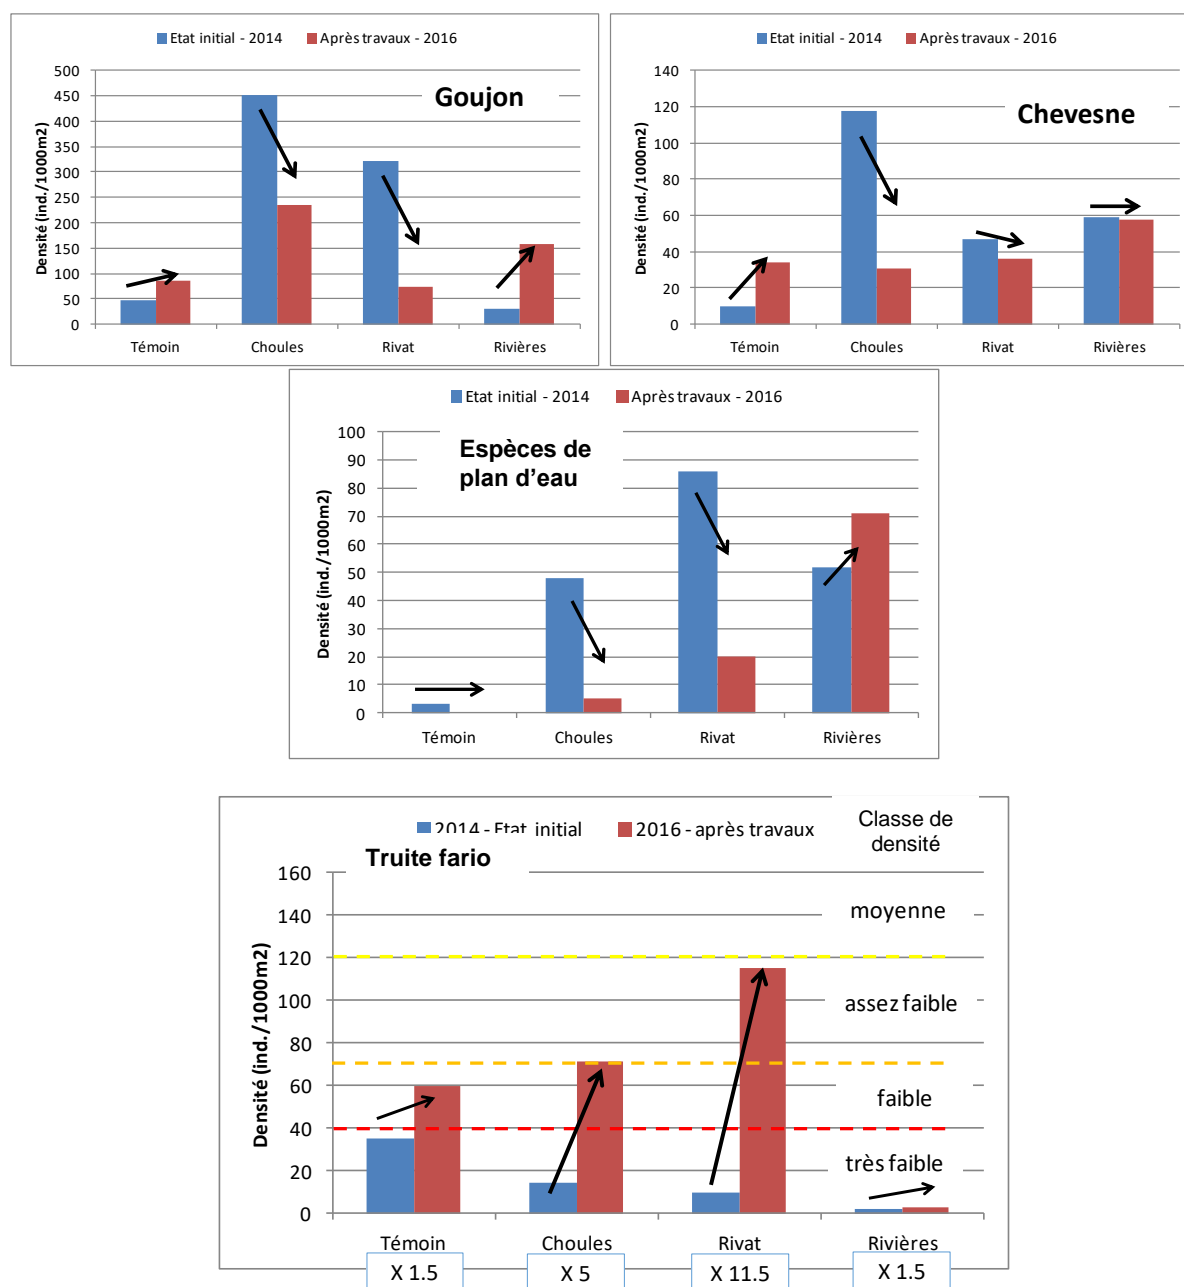 Etat initial - 2014 Après travaux - 2016
Goujon
Densité (ind./1000m2)
500
450
400
350
300
250
200
150
100
50
0
Témoin Choules Rivat Rivières
Etat initial - 2014 Après travaux - 2016
Chevesne
Densité (ind./1000m2)
140
120
100
80
60
40
20
0
Témoin Choules Rivat Rivières
Etat initial - 2014 Après travaux - 2016
Espèces de
plan d'eau
Densité (ind./1000m2)
100
90
80
70
60
50
40
30
20
10
0
Témoin Choules Rivat Rivières
2014 - Etat initial 2016 - après travaux
Classe de
densité
Truite fario
Densité (ind./1000m2)
160
140
120
100
80
60
40
20
0
moyenne
assez faible
faible
très faible
Témoin Choules Rivat Rivières
X 1.5 X 5 X 11.5 X 1.5